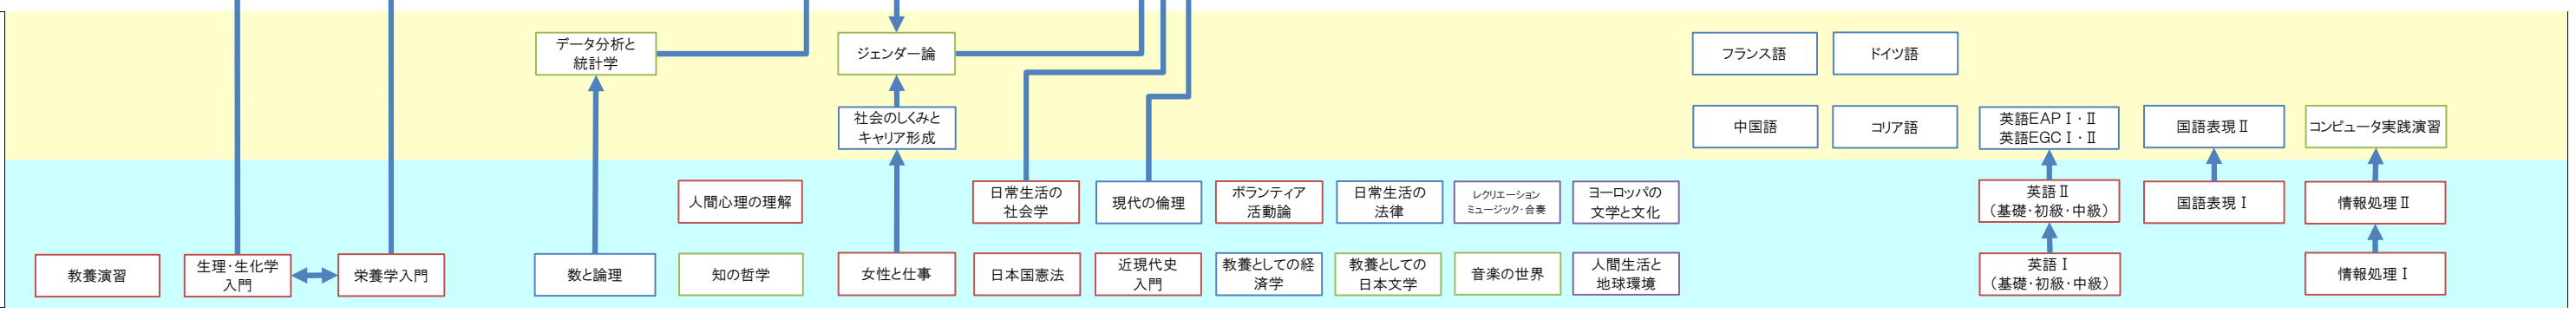 データ分析と
統計学
ジェンダー論
フランス語
ドイツ語
社会のしくみと
キャリア形成
中国語
コリア語
英語EAPⅠ・Ⅱ
英語EGCⅠ・Ⅱ
国語表現Ⅱ
コンピュータ実践演習
人間心理の理解
日常生活の
社会学
現代の倫理
ボランティア
活動論
日常生活の
法律
レクリエーション
ミュージック・合奏
ヨーロッパの
文学と文化
英語Ⅱ
（基礎・初級・中級）
国語表現Ⅰ
情報処理Ⅱ
教養演習
生理・生化学
入門
栄養学入門
数と論理
知の哲学
女性と仕事
日本国憲法
近現代史
入門
教養としての経
済学
教養としての
日本文学
音楽の世界
人間生活と
地球環境
英語Ⅰ
（基礎・初級・中級）
情報処理Ⅰ